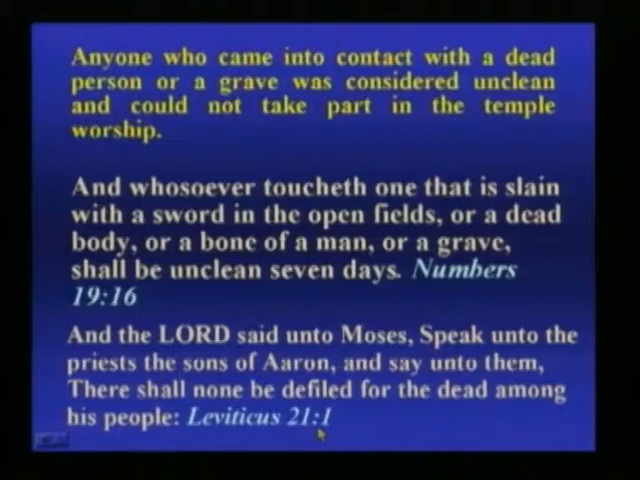 Anyone who came into contact with a dead
person or a grave was considered unclean
and could not take part in the temple
worship.
And whosoever toucheth one that is slain
with a sword in the open fields, or a dead
body, or a bone of a man, or a grave,
shall be unclean seven days. Numbers
19:16
And the LORD said unto Moses, Speak unto the
priests the sons of Aaron, and say unto them,
There shall none be defiled for the dead among
his people: Leviticus 21:1